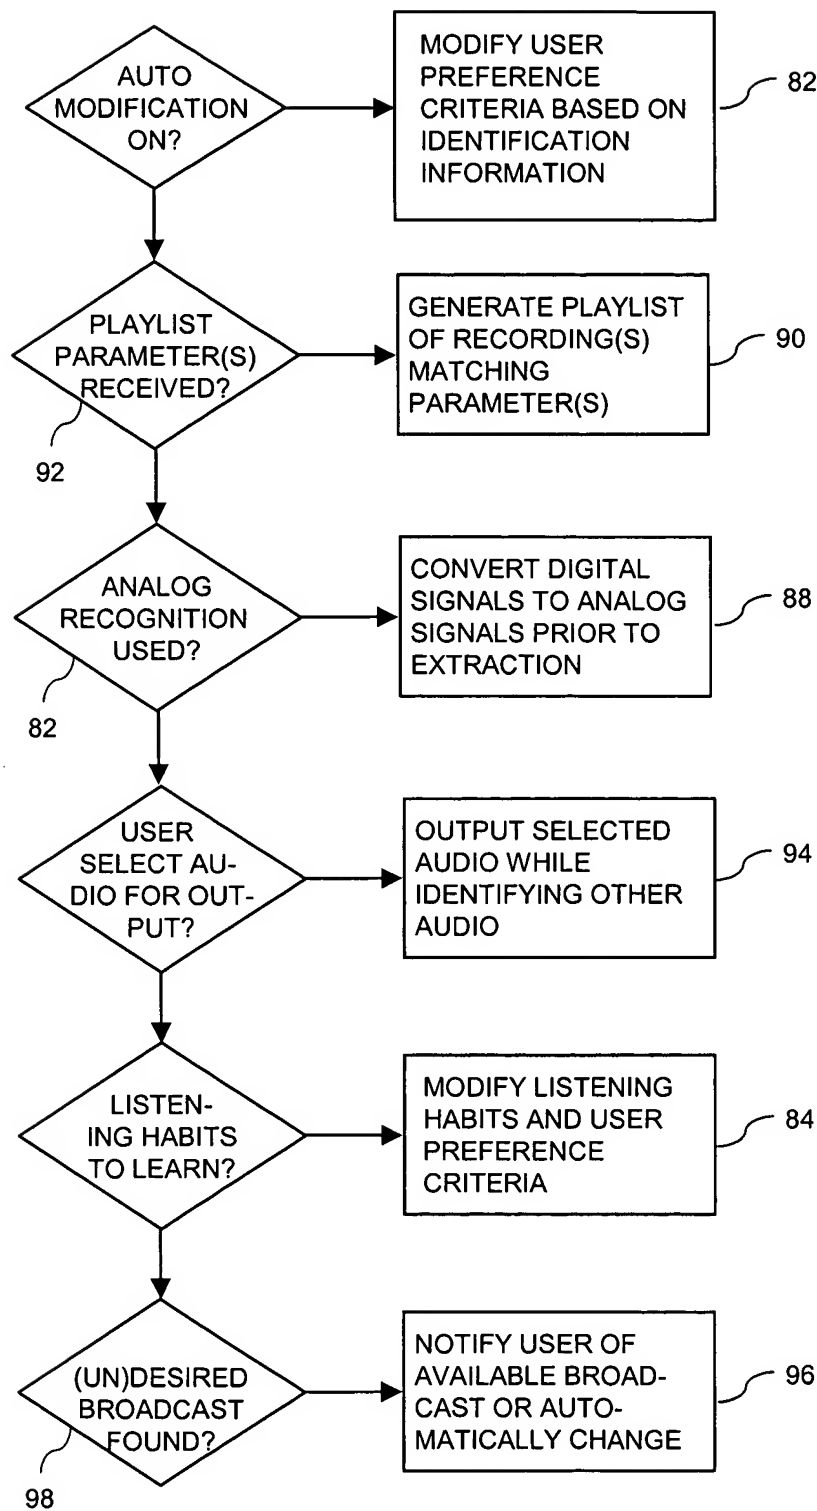 AUTO
MODIFICATION
ON?
MODIFY USER
PREFERENCE
CRITERIA BASED ON
IDENTIFICATION
INFORMATION
82
PLAYLIST
PARAMETER(S)
RECEIVED?
92
GENERATE PLAYLIST
OF RECORDING(S)
MATCHING
PARAMETER(S)
90
ANALOG
RECOGNITION
USED?
82
CONVERT DIGITAL
SIGNALS TO ANALOG
SIGNALS PRIOR TO
EXTRACTION
88
USER
SELECT AU-
DIO FOR OUT-
PUT?
OUTPUT SELECTED
AUDIO WHILE
IDENTIFYING OTHER
AUDIO
94
LISTEN-
ING HABITS
TO LEARN?
MODIFY LISTENING
HABITS AND USER
PREFERENCE
CRITERIA
84
(UN)DESIRED
BROADCAST
FOUND?
98
NOTIFY USER OF
AVAILABLE BROAD-
CAST OR AUTO-
MATICALLY CHANGE
96